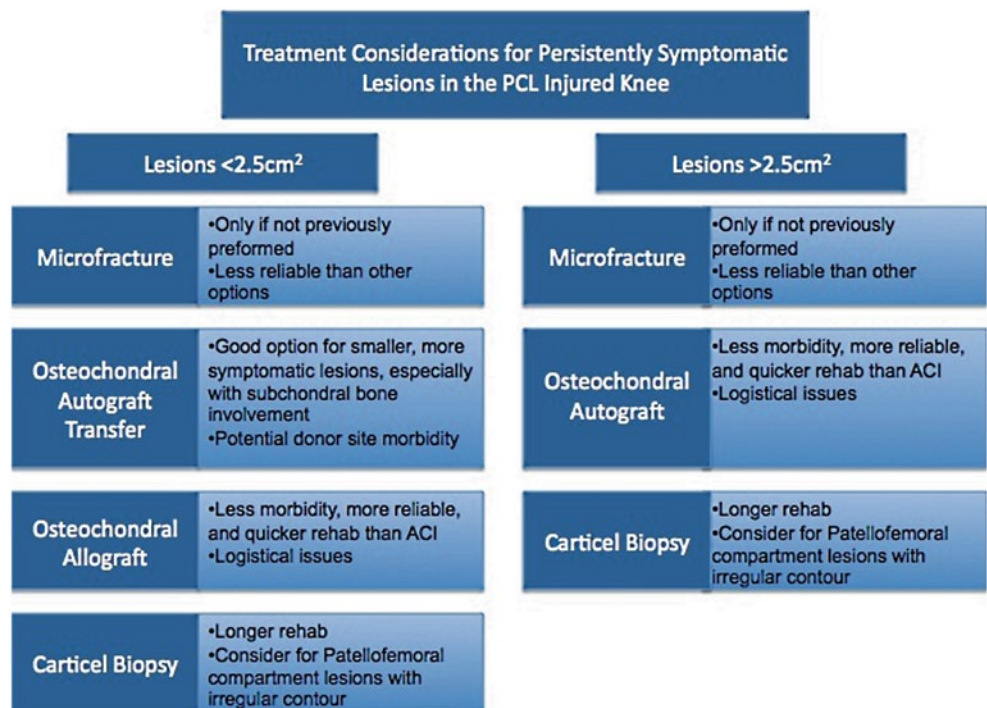 Treatment Considerations for Persistently Symptomatic
Lesions in the PCL Injured Knee
Lesions <2.5cm²
Microfracture
•Only if not previously
preformed
•Less reliable than other
options
Osteochondral
Autograft
Transfer
•Good option for smaller, more
symptomatic lesions, especially
with subchondral bone
involvement
•Potential donor site morbidity
Osteochondral
Allograft
•Less morbidity, more reliable,
and quicker rehab than ACI
•Logistical issues
Carticel Biopsy
•Longer rehab
•Consider for Patellofemoral
compartment lesions with
irregular contour
Lesions >2.5cm²
Microfracture
•Only if not previously
preformed
•Less reliable than other
options
Osteochondral
Autograft
•Less morbidity, more reliable,
and quicker rehab than ACI
•Logistical issues
Carticel Biopsy
•Longer rehab
•Consider for Patellofemoral
compartment lesions with
irregular contour